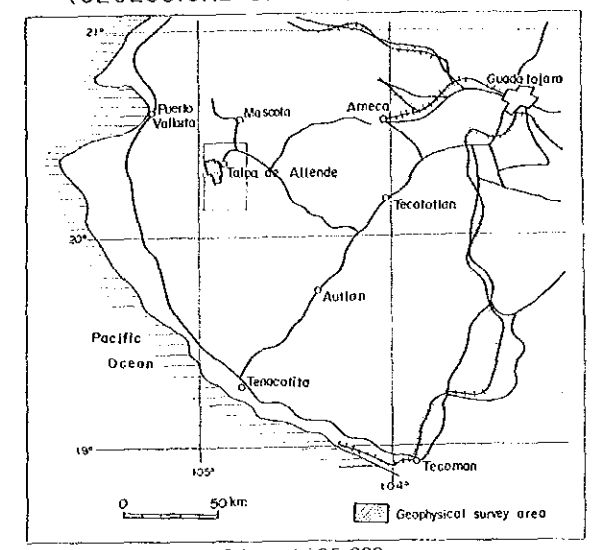 21°
Guadalajara
Puerto
Vallarta
Mascota
Ameca
Talpa de Allende
Tecolotlan
20°
Autlan
Pacific
Ocean
Tenacatita
19°
Tecoman
105°
104°
0 50 km
Geophysical survey area